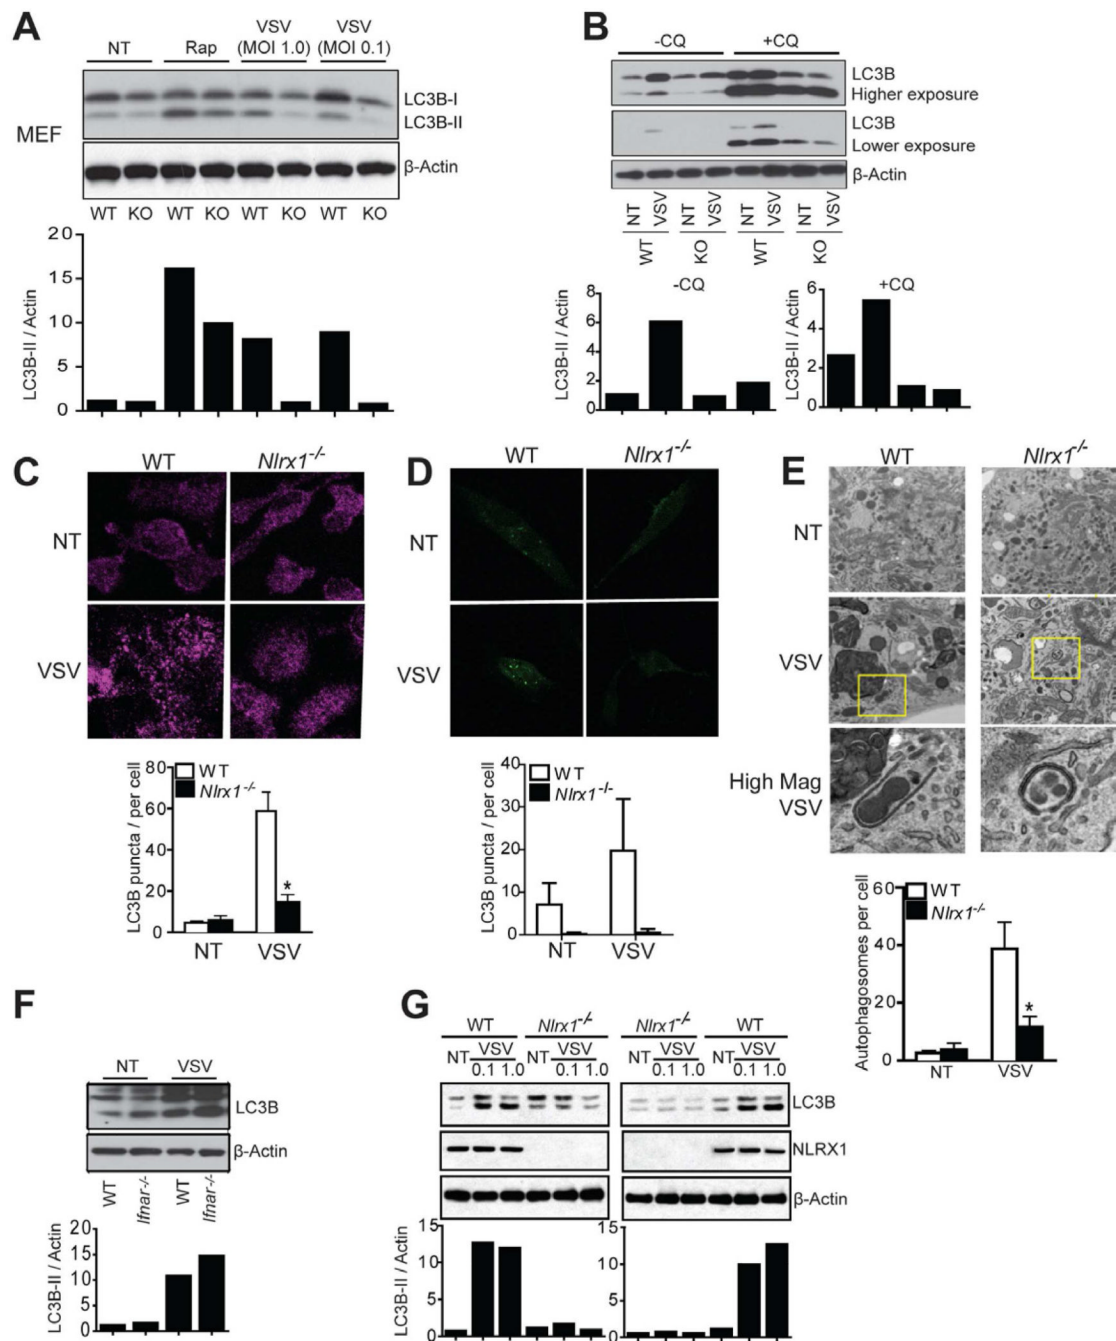 A
NT Rap VSV (MOI 1.0) VSV (MOI 0.1)
MEF
LC3B-I
LC3B-II
β-Actin
WT KO WT KO WT KO WT KO
LC3B-II / Actin
20
15
10
5
0
B
-CQ +CQ
LC3B
Higher exposure
LC3B
Lower exposure
β-Actin
NT VSV NT VSV NT VSV NT VSV
WT KO WT KO
-CQ
LC3B-II / Actin
8
6
4
2
0
+CQ
LC3B-II / Actin
6
4
2
0
C
WT Nlrx1-/-
NT
VSV
LC3B puncta / per cell
80
60
40
20
0
WT
Nlrx1-/-
*
NT VSV
D
WT Nlrx1-/-
NT
VSV
LC3B puncta / per cell
40
30
20
10
0
WT
Nlrx1-/-
NT VSV
E
WT Nlrx1-/-
NT
VSV
High Mag
VSV
Autophagosomes per cell
60
40
20
0
WT
Nlrx1-/-
*
NT VSV
F
NT VSV
LC3B
β-Actin
WT Ifnar-/- WT Ifnar-/-
LC3B-II / Actin
20
15
10
5
0
G
WT Nlrx1-/- Nlrx1-/- WT
NT VSV NT VSV NT VSV NT VSV
0.1 1.0 0.1 1.0 0.1 1.0 0.1 1.0
LC3B
NLRX1
β-Actin
LC3B-II / Actin
15
10
5
0
15
10
5
0